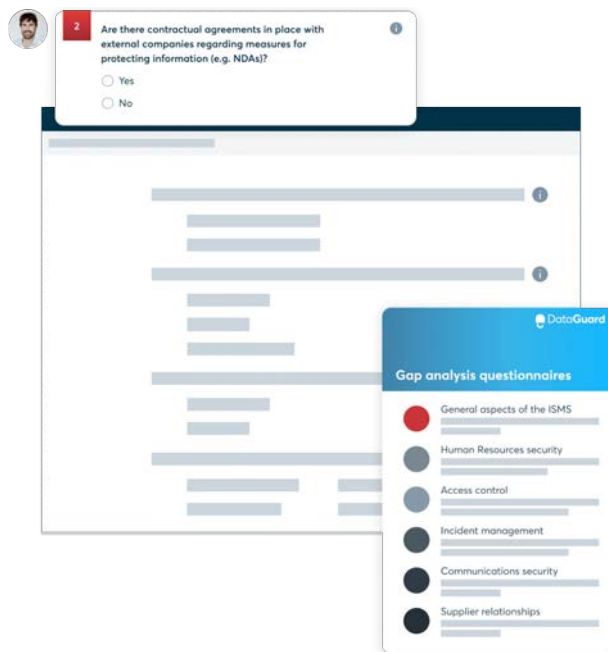 2
Are there contractual agreements in place with
external companies regarding measures for
protecting information (e.g. NDAs)?
Yes
No
DataGuard
Gap analysis questionnaires
General aspects of the ISMS
Human Resources security
Access control
Incident management
Communications security
Supplier relationships